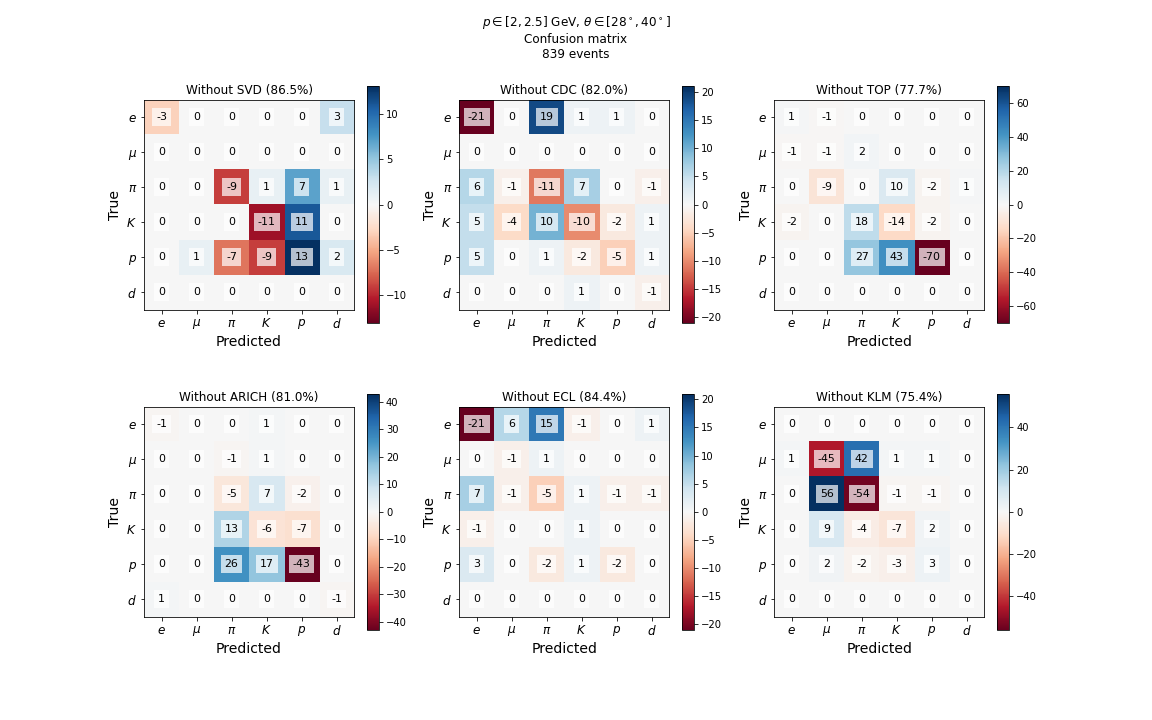 p ∈ [2, 2.5] GeV, θ ∈ [28°, 40°]
Confusion matrix
839 events
Without SVD (86.5%)
True
e -3 0 0 0 0 3
μ 0 0 0 0 0 0
π 0 0 -9 1 7 1
K 0 0 0 -11 11 0
p 0 1 -7 -9 13 2
d 0 0 0 0 0 0
e μ π K p d
Predicted
10
5
0
−5
−10
Without CDC (82.0%)
True
e -21 0 19 1 1 0
μ 0 0 0 0 0 0
π 6 -1 -11 7 0 -1
K 5 -4 10 -10 -2 1
p 5 0 1 -2 -5 1
d 0 0 0 1 0 -1
e μ π K p d
Predicted
20
15
10
5
0
−5
−10
−15
−20
Without TOP (77.7%)
True
e 1 -1 0 0 0 0
μ -1 -1 2 0 0 0
π 0 -9 0 10 -2 1
K -2 0 18 -14 -2 0
p 0 0 27 43 -70 0
d 0 0 0 0 0 0
e μ π K p d
Predicted
60
40
20
0
−20
−40
−60
Without ARICH (81.0%)
True
e -1 0 0 1 0 0
μ 0 0 -1 1 0 0
π 0 0 -5 7 -2 0
K 0 0 13 -6 -7 0
p 0 0 26 17 -43 0
d 1 0 0 0 0 -1
e μ π K p d
Predicted
40
30
20
10
0
−10
−20
−30
−40
Without ECL (84.4%)
True
e -21 6 15 -1 0 1
μ 0 -1 1 0 0 0
π 7 -1 -5 1 -1 -1
K -1 0 0 1 0 0
p 3 0 -2 1 -2 0
d 0 0 0 0 0 0
e μ π K p d
Predicted
20
15
10
5
0
−5
−10
−15
−20
Without KLM (75.4%)
True
e 0 0 0 0 0 0
μ 1 -45 42 1 1 0
π 0 56 -54 -1 -1 0
K 0 9 -4 -7 2 0
p 0 2 -2 -3 3 0
d 0 0 0 0 0 0
e μ π K p d
Predicted
40
20
0
−20
−40